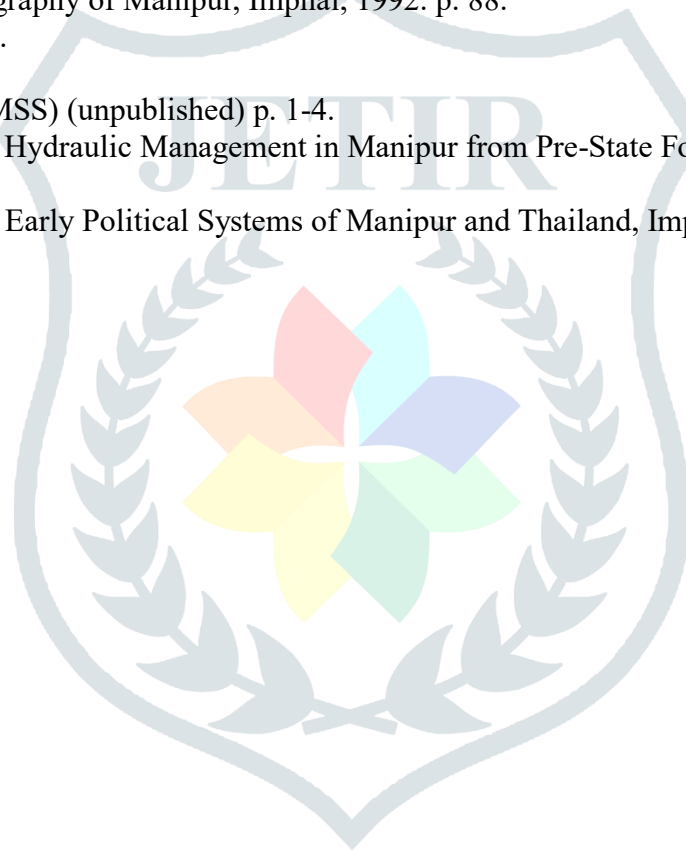 graphy of Manipur, Imphal, 1992. p. 88.
.
MSS) (unpublished) p. 1-4.
Hydraulic Management in Manipur from Pre-State Fo
JETIR
Early Political Systems of Manipur and Thailand, Imp